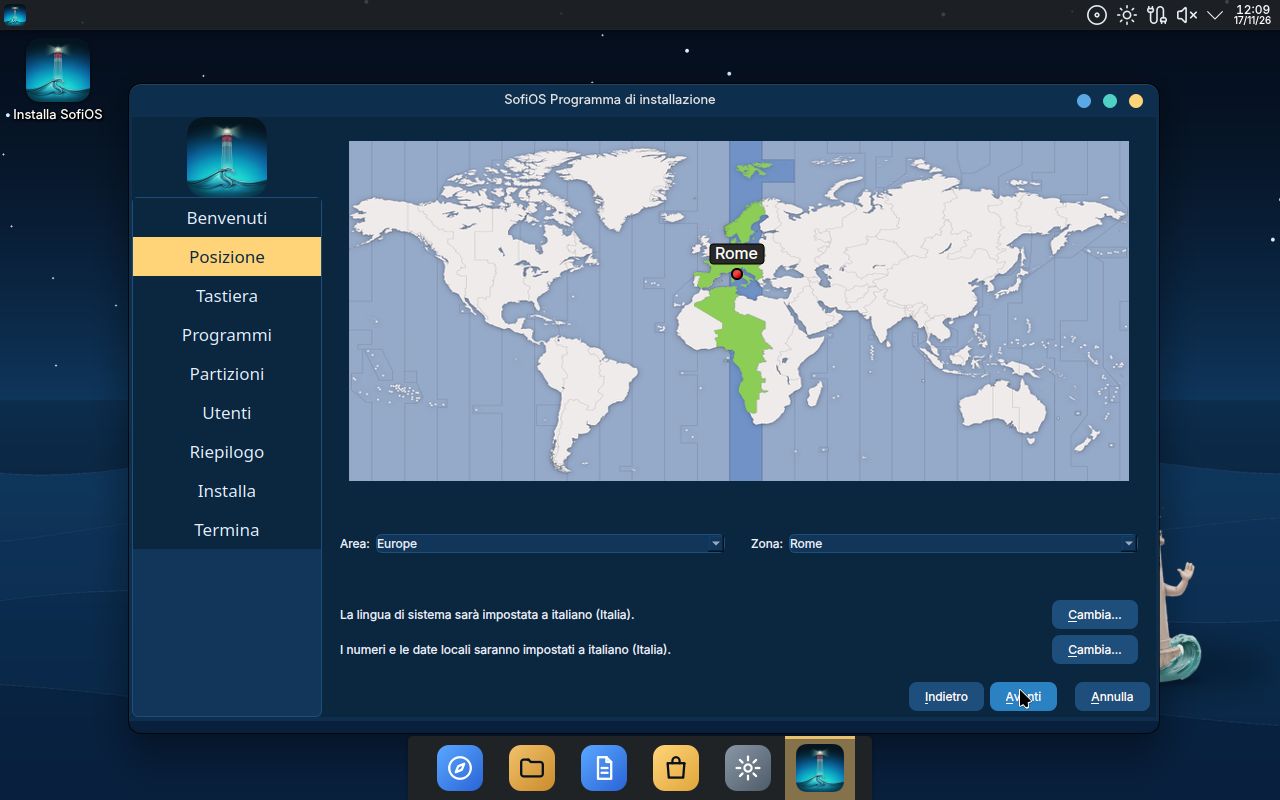 12:09
17/11/26
Installa SofiOS
SofiOS Programma di installazione
Benvenuti
Posizione
Tastiera
Programmi
Partizioni
Utenti
Riepilogo
Installa
Termina
Rome
Area: Europe
Zona: Rome
La lingua di sistema sarà impostata a italiano (Italia).
Cambia...
I numeri e le date locali saranno impostati a italiano (Italia).
Cambia...
Indietro
Avanti
Annulla